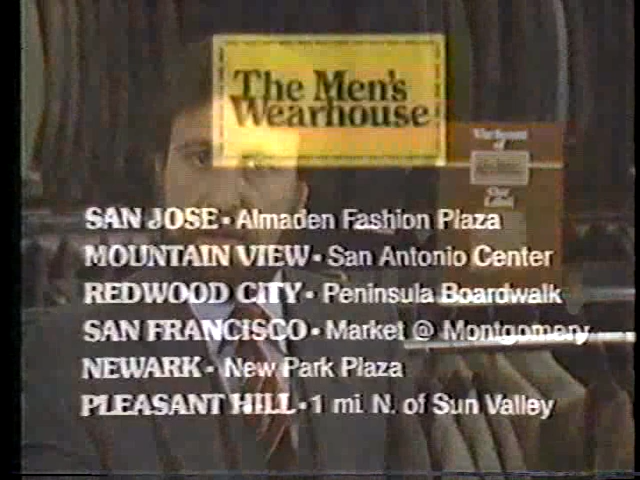 The Men's
Wearhouse
SAN JOSE • Almaden Fashion Plaza
MOUNTAIN VIEW • San Antonio Center
REDWOOD CITY • Peninsula Boardwalk
SAN FRANCISCO • Market @ Montgomery
NEWARK • New Park Plaza
PLEASANT HILL • 1 mi. N. of Sun Valley